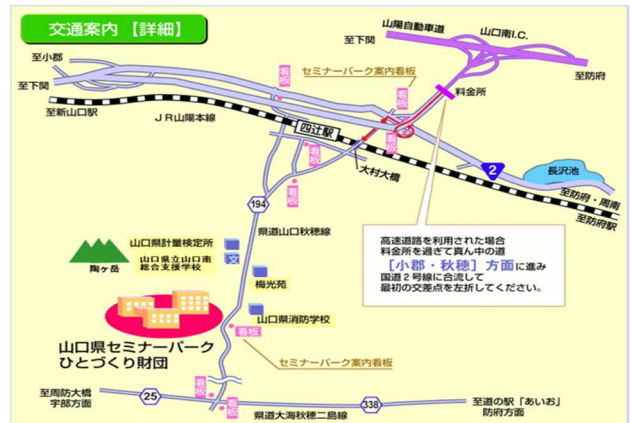 交通案内 【詳細】
山陽自動車道
山口南I.C.
至下関
至防府
至小郡
至下関
至新山口駅
JR山陽本線
看板
セミナーパーク案内看板
看板
料金所
四辻駅
看板
看板
大村大橋
看板
2
長沢池
至防府・周南
至防府駅
194
県道山口秋穂線
高速道路を利用された場合
料金所を過ぎて真ん中の道
[小郡・秋穂] 方面に進み
国道2号線に合流して
最初の交差点を左折してください。
山口県計量検定所
山口県立山口南
総合支援学校
文
陶ヶ岳
梅光苑
山口県消防学校
看板
山口県セミナーパーク
ひとづくり財団
セミナーパーク案内看板
至周防大橋
宇部方面
25
看板
看板
県道大海秋穂二島線
338
至道の駅「あいお」
防府方面